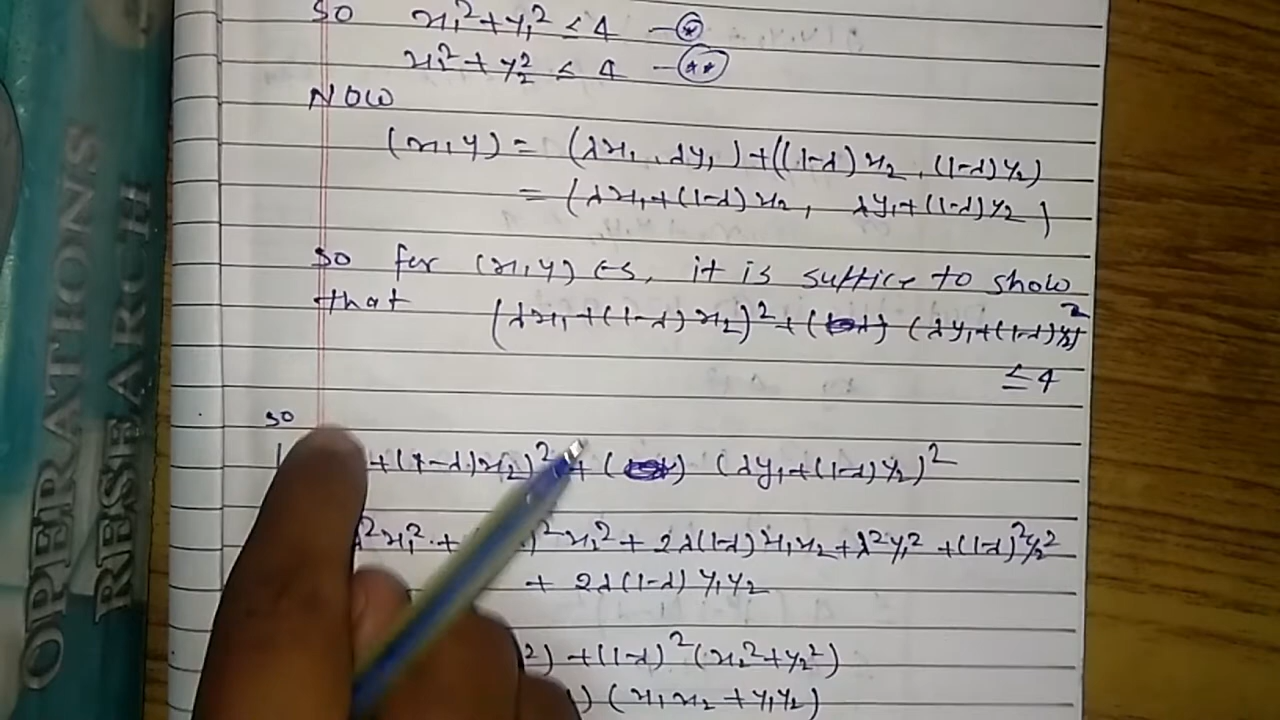 OPERATIONS
RESEARCH
So x₁² + y₁² ≤ 4 —(*)
x₂² + y₂² ≤ 4 —(**)
NOW
(x, y) = (λx₁, λy₁) + ((1-λ)x₂, (1-λ)y₂)
= (λx₁ + (1-λ)x₂, λy₁ + (1-λ)y₂)
So for (x, y) ∈ S, it is suffice to show
that (λx₁ + (1-λ)x₂)² + (λy₁ + (1-λ)y₂)²
≤ 4
so
+ (1-λ)x₂)² + (λy₁ + (1-λ)y₂)²
λ²x₁² + )²x₂² + 2λ(1-λ)x₁x₂ + λ²y₁² + (1-λ)²y₂²
+ 2λ(1-λ)y₁y₂
²) + (1-λ)²(x₂² + y₂²)
) (x₁x₂ + y₁y₂)